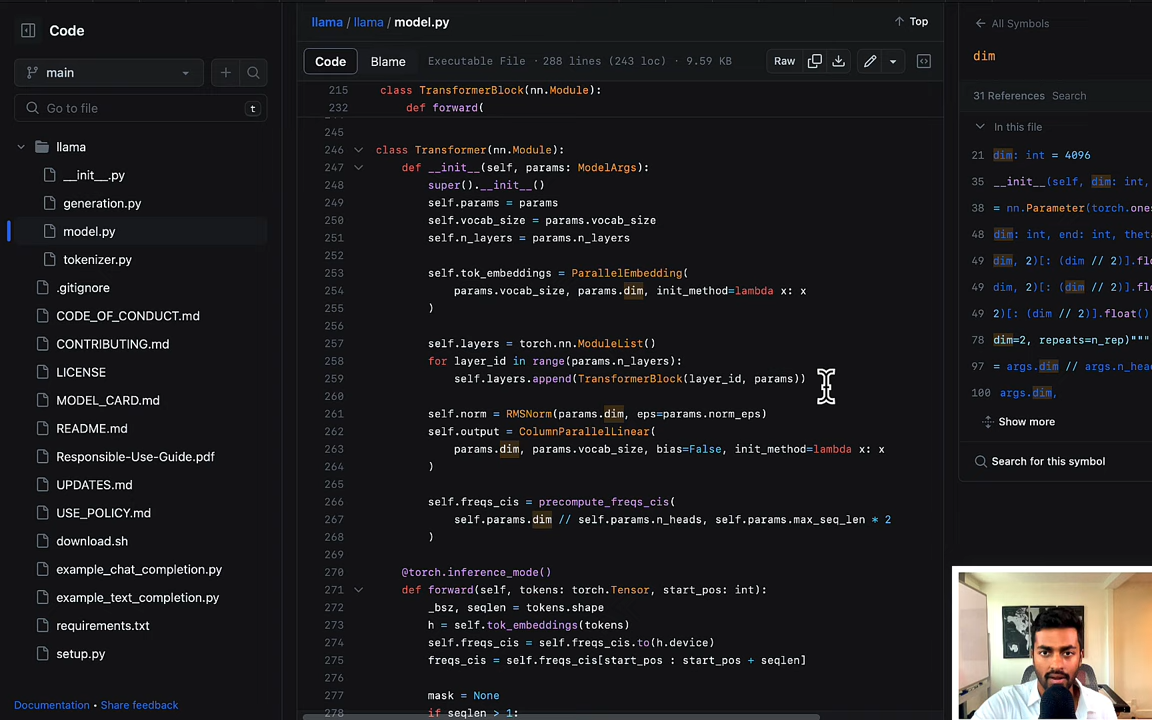 Code
main
Go to file
t
llama
__init__.py
generation.py
model.py
tokenizer.py
.gitignore
CODE_OF_CONDUCT.md
CONTRIBUTING.md
LICENSE
MODEL_CARD.md
README.md
Responsible-Use-Guide.pdf
UPDATES.md
USE_POLICY.md
download.sh
example_chat_completion.py
example_text_completion.py
requirements.txt
setup.py
Documentation • Share feedback
llama / llama / model.py
Top
Code Blame Executable File · 288 lines (243 loc) · 9.59 KB Raw
215 class TransformerBlock(nn.Module):
232 def forward(
245
246 class Transformer(nn.Module):
247 def __init__(self, params: ModelArgs):
248 super().__init__()
249 self.params = params
250 self.vocab_size = params.vocab_size
251 self.n_layers = params.n_layers
252
253 self.tok_embeddings = ParallelEmbedding(
254 params.vocab_size, params.dim, init_method=lambda x: x
255 )
256
257 self.layers = torch.nn.ModuleList()
258 for layer_id in range(params.n_layers):
259 self.layers.append(TransformerBlock(layer_id, params))
260
261 self.norm = RMSNorm(params.dim, eps=params.norm_eps)
262 self.output = ColumnParallelLinear(
263 params.dim, params.vocab_size, bias=False, init_method=lambda x: x
264 )
265
266 self.freqs_cis = precompute_freqs_cis(
267 self.params.dim // self.params.n_heads, self.params.max_seq_len * 2
268 )
269
270 @torch.inference_mode()
271 def forward(self, tokens: torch.Tensor, start_pos: int):
272 _bsz, seqlen = tokens.shape
273 h = self.tok_embeddings(tokens)
274 self.freqs_cis = self.freqs_cis.to(h.device)
275 freqs_cis = self.freqs_cis[start_pos : start_pos + seqlen]
276
277 mask = None
278 if seqlen > 1:
All Symbols
dim
31 References Search
In this file
21 dim: int = 4096
35 __init__(self, dim: int,
38 = nn.Parameter(torch.ones
48 dim: int, end: int, theta
49 dim, 2)[: (dim // 2)].flo
49 dim, 2)[: (dim // 2)].flo
49 2)[: (dim // 2)].float()
78 dim=2, repeats=n_rep)"""
97 = args.dim // args.n_hea
100 args.dim,
Show more
Search for this symbol